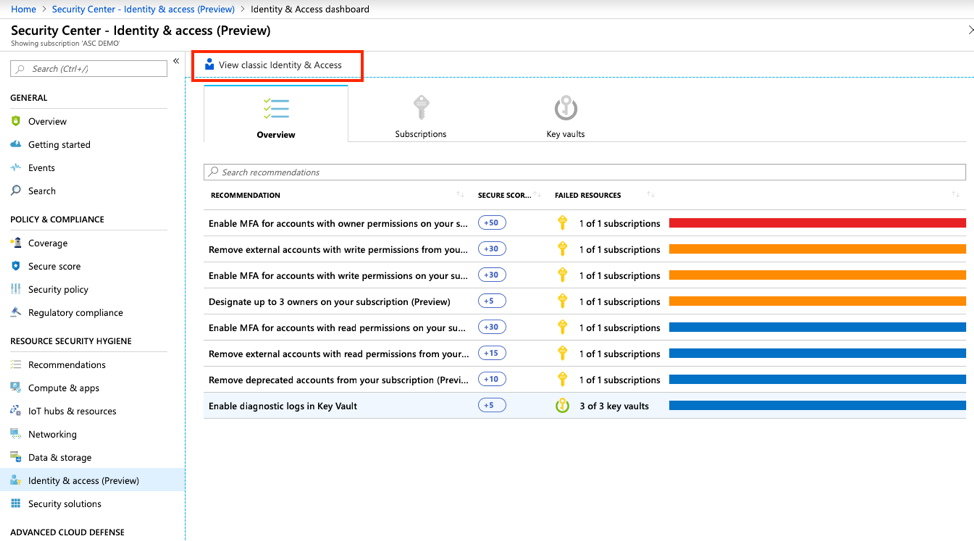 Home > Security Center - Identity & access (Preview) > Identity & Access dashboard
Security Center - Identity & access (Preview)
Showing subscription 'ASC DEMO'
Search (Ctrl+/)
«
View classic Identity & Access
GENERAL
Overview
Getting started
Events
Search
POLICY & COMPLIANCE
Coverage
Secure score
Security policy
Regulatory compliance
RESOURCE SECURITY HYGIENE
Recommendations
Compute & apps
IoT hubs & resources
Networking
Data & storage
Identity & access (Preview)
Security solutions
ADVANCED CLOUD DEFENSE
Overview
Subscriptions
Key vaults
Search recommendations
RECOMMENDATION SECURE SCOR... FAILED RESOURCES
Enable MFA for accounts with owner permissions on your s... +50 1 of 1 subscriptions
Remove external accounts with write permissions from you... +30 1 of 1 subscriptions
Enable MFA for accounts with write permissions on your su... +30 1 of 1 subscriptions
Designate up to 3 owners on your subscription (Preview) +5 1 of 1 subscriptions
Enable MFA for accounts with read permissions on your su... +30 1 of 1 subscriptions
Remove external accounts with read permissions from your... +15 1 of 1 subscriptions
Remove deprecated accounts from your subscription (Previ... +10 1 of 1 subscriptions
Enable diagnostic logs in Key Vault +5 3 of 3 key vaults